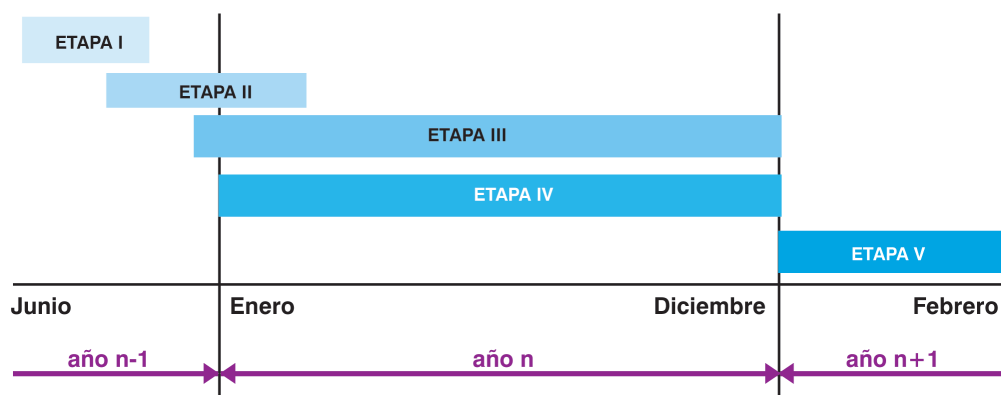 ETAPA I
ETAPA II
ETAPA III
ETAPA IV
ETAPA V
Junio Enero Diciembre Febrero
año n-1 año n año n+1